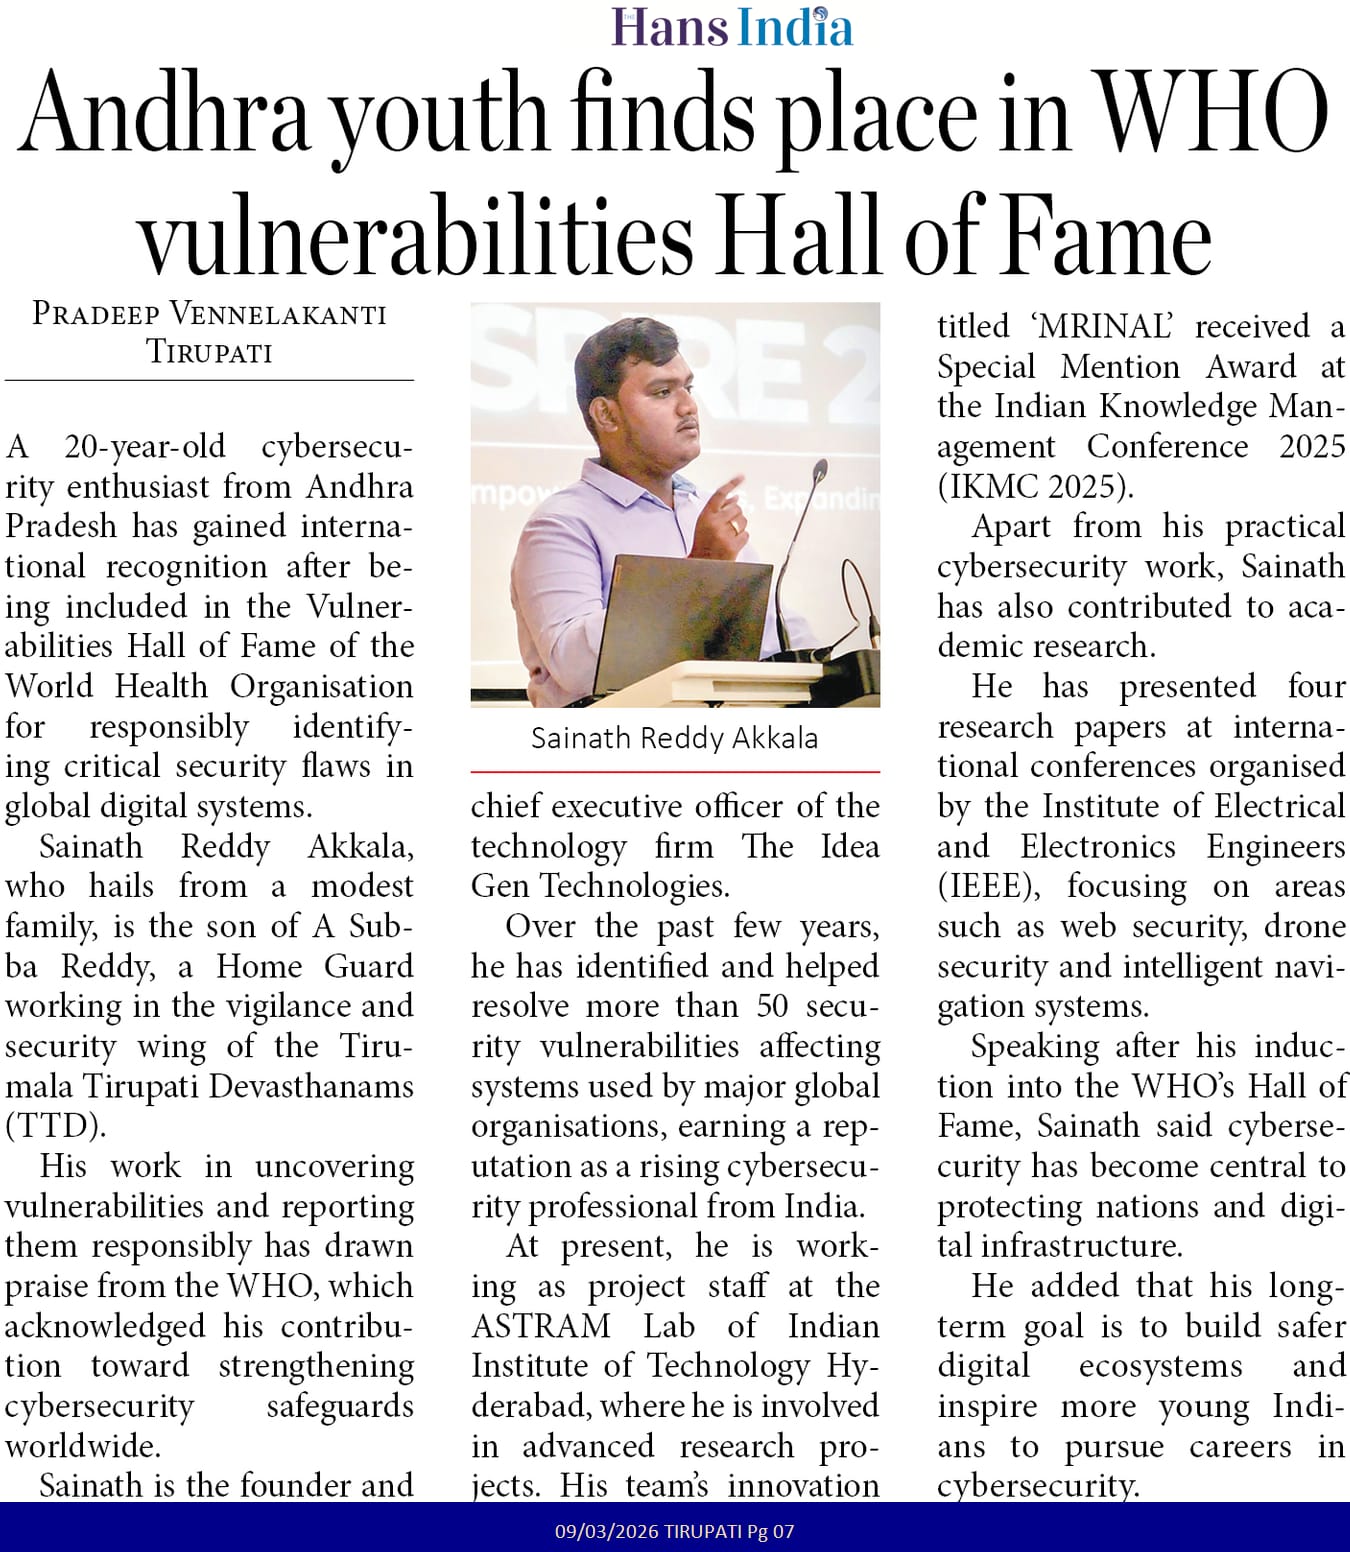 THE Hans India
Andhra youth finds place in WHO
vulnerabilities Hall of Fame
PRADEEP VENNELAKANTI
TIRUPATI
A 20-year-old cybersecu-
rity enthusiast from Andhra
Pradesh has gained interna-
tional recognition after be-
ing included in the Vulner-
abilities Hall of Fame of the
World Health Organisation
for responsibly identify-
ing critical security flaws in
global digital systems.
Sainath Reddy Akkala,
who hails from a modest
family, is the son of A Sub-
ba Reddy, a Home Guard
working in the vigilance and
security wing of the Tiru-
mala Tirupati Devasthanams
(TTD).
His work in uncovering
vulnerabilities and reporting
them responsibly has drawn
praise from the WHO, which
acknowledged his contribu-
tion toward strengthening
cybersecurity safeguards
worldwide.
Sainath is the founder and
Sainath Reddy Akkala
chief executive officer of the
technology firm The Idea
Gen Technologies.
Over the past few years,
he has identified and helped
resolve more than 50 secu-
rity vulnerabilities affecting
systems used by major global
organisations, earning a rep-
utation as a rising cybersecu-
rity professional from India.
At present, he is work-
ing as project staff at the
ASTRAM Lab of Indian
Institute of Technology Hy-
derabad, where he is involved
in advanced research pro-
jects. His team's innovation
titled ‘MRINAL’ received a
Special Mention Award at
the Indian Knowledge Man-
agement Conference 2025
(IKMC 2025).
Apart from his practical
cybersecurity work, Sainath
has also contributed to aca-
demic research.
He has presented four
research papers at interna-
tional conferences organised
by the Institute of Electrical
and Electronics Engineers
(IEEE), focusing on areas
such as web security, drone
security and intelligent navi-
gation systems.
Speaking after his induc-
tion into the WHO’s Hall of
Fame, Sainath said cyberse-
curity has become central to
protecting nations and digi-
tal infrastructure.
He added that his long-
term goal is to build safer
digital ecosystems and
inspire more young Indi-
ans to pursue careers in
cybersecurity.
09/03/2026 TIRUPATI Pg 07